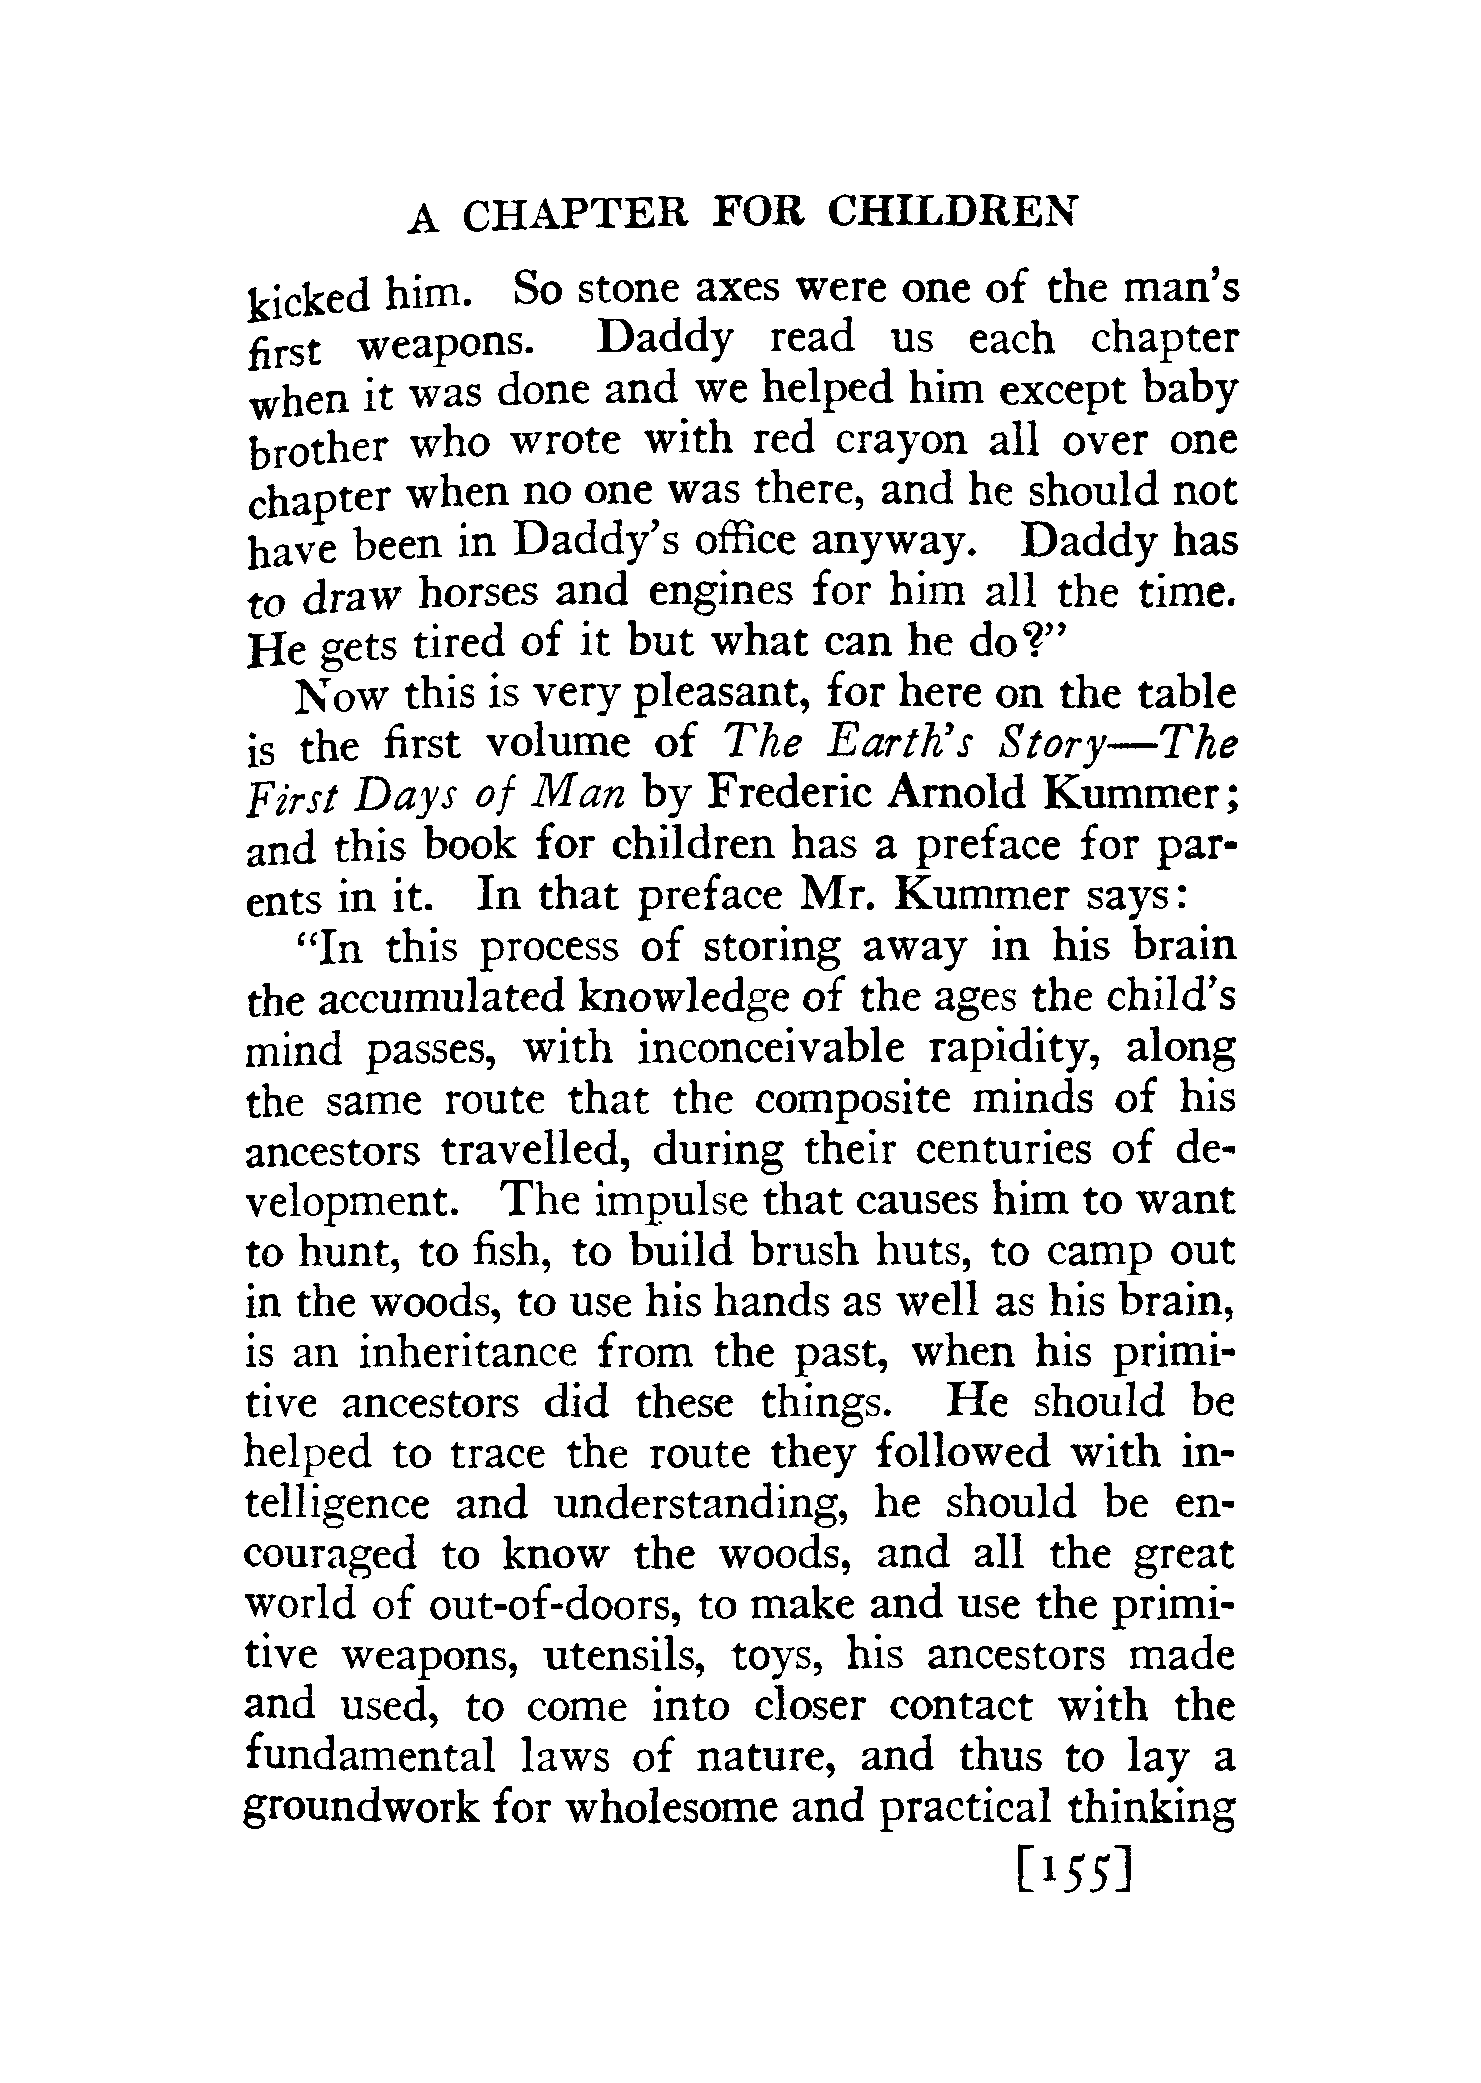 A CHAPTER FOR CHILDREN
kicked him. So stone axes were one of the man's
first weapons. Daddy read us each chapter
when it was done and we helped him except baby
brother who wrote with red crayon all over one
chapter when no one was there, and he should not
have been in Daddy's office anyway. Daddy has
to draw horses and engines for him all the time.
He gets tired of it but what can he do?"
Now this is very pleasant, for here on the table
is the first volume of The Earth's Story—The
First Days of Man by Frederic Arnold Kummer;
and this book for children has a preface for par-
ents in it. In that preface Mr. Kummer says:
"In this process of storing away in his brain
the accumulated knowledge of the ages the child's
mind passes, with inconceivable rapidity, along
the same route that the composite minds of his
ancestors travelled, during their centuries of de-
velopment. The impulse that causes him to want
to hunt, to fish, to build brush huts, to camp out
in the woods, to use his hands as well as his brain,
is an inheritance from the past, when his primi-
tive ancestors did these things. He should be
helped to trace the route they followed with in-
telligence and understanding, he should be en-
couraged to know the woods, and all the great
world of out-of-doors, to make and use the primi-
tive weapons, utensils, toys, his ancestors made
and used, to come into closer contact with the
fundamental laws of nature, and thus to lay a
groundwork for wholesome and practical thinking
[155]